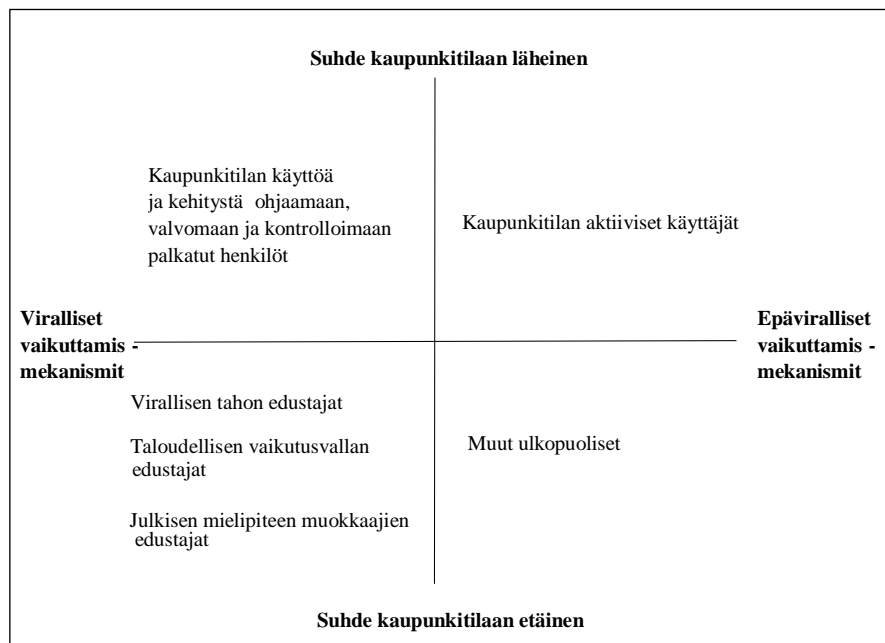 Suhde kaupunkitilaan läheinen
Kaupunkitilan käyttöä
ja kehitystä ohjaamaan,
valvomaan ja kontrolloimaan
palkatut henkilöt
Kaupunkitilan aktiiviset käyttäjät
Viralliset
vaikuttamis -
mekanismit
Epäviralliset
vaikuttamis -
mekanismit
Virallisen tahon edustajat
Taloudellisen vaikutusvallan
edustajat
Julkisen mielipiteen muokkaajien
edustajat
Muut ulkopuoliset
Suhde kaupunkitilaan etäinen